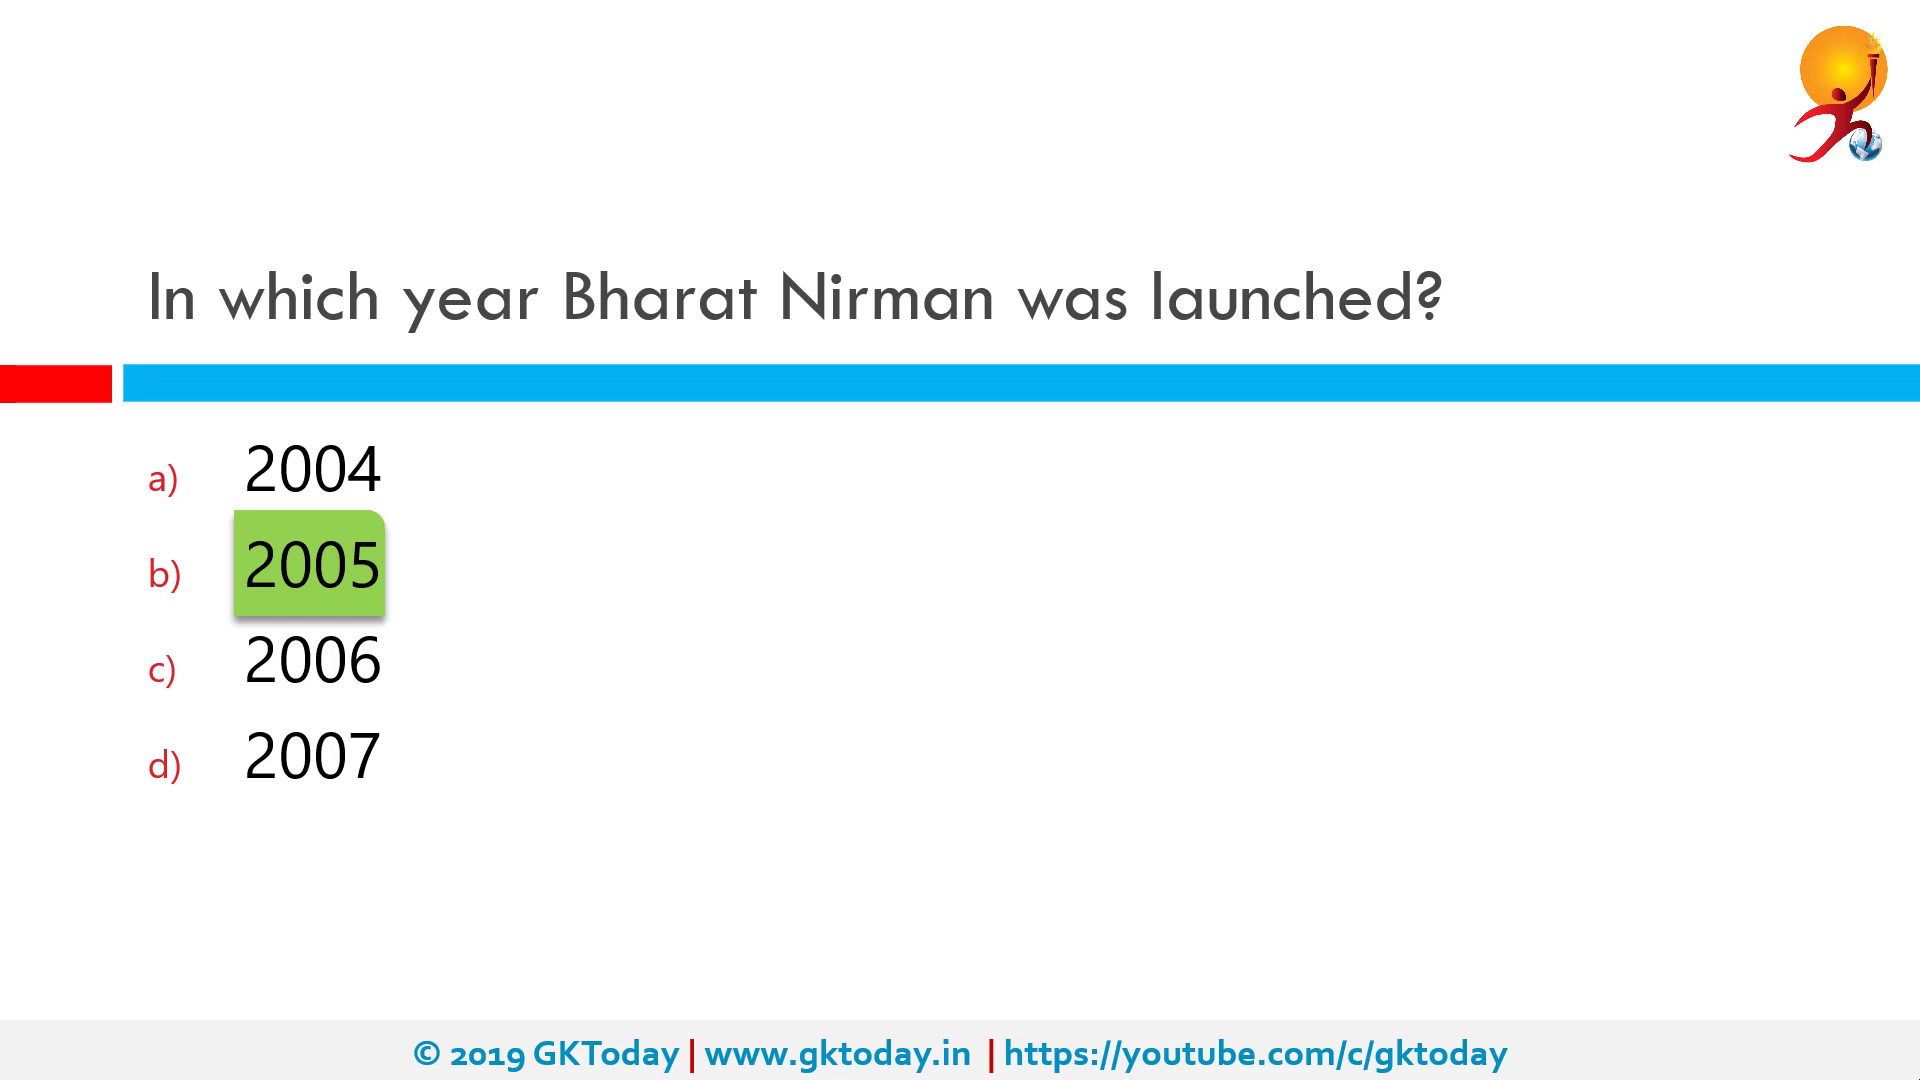 In which year Bharat Nirman was launched?
a) 2004
b) 2005
c) 2006
d) 2007
© 2019 GKToday | www.gktoday.in | https://youtube.com/c/gktoday